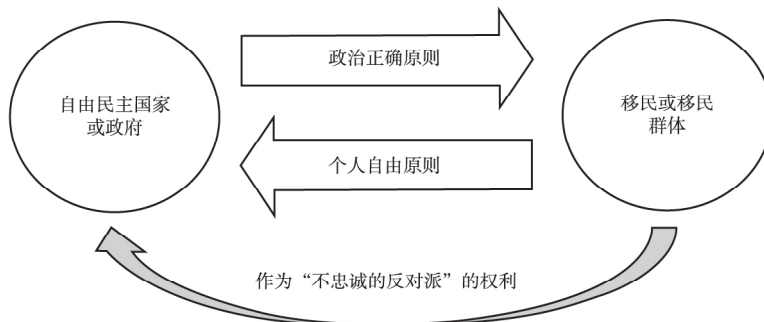 政治正确原则
自由民主国家
或政府
移民或移民
群体
个人自由原则
作为“不忠诚的反对派”的权利